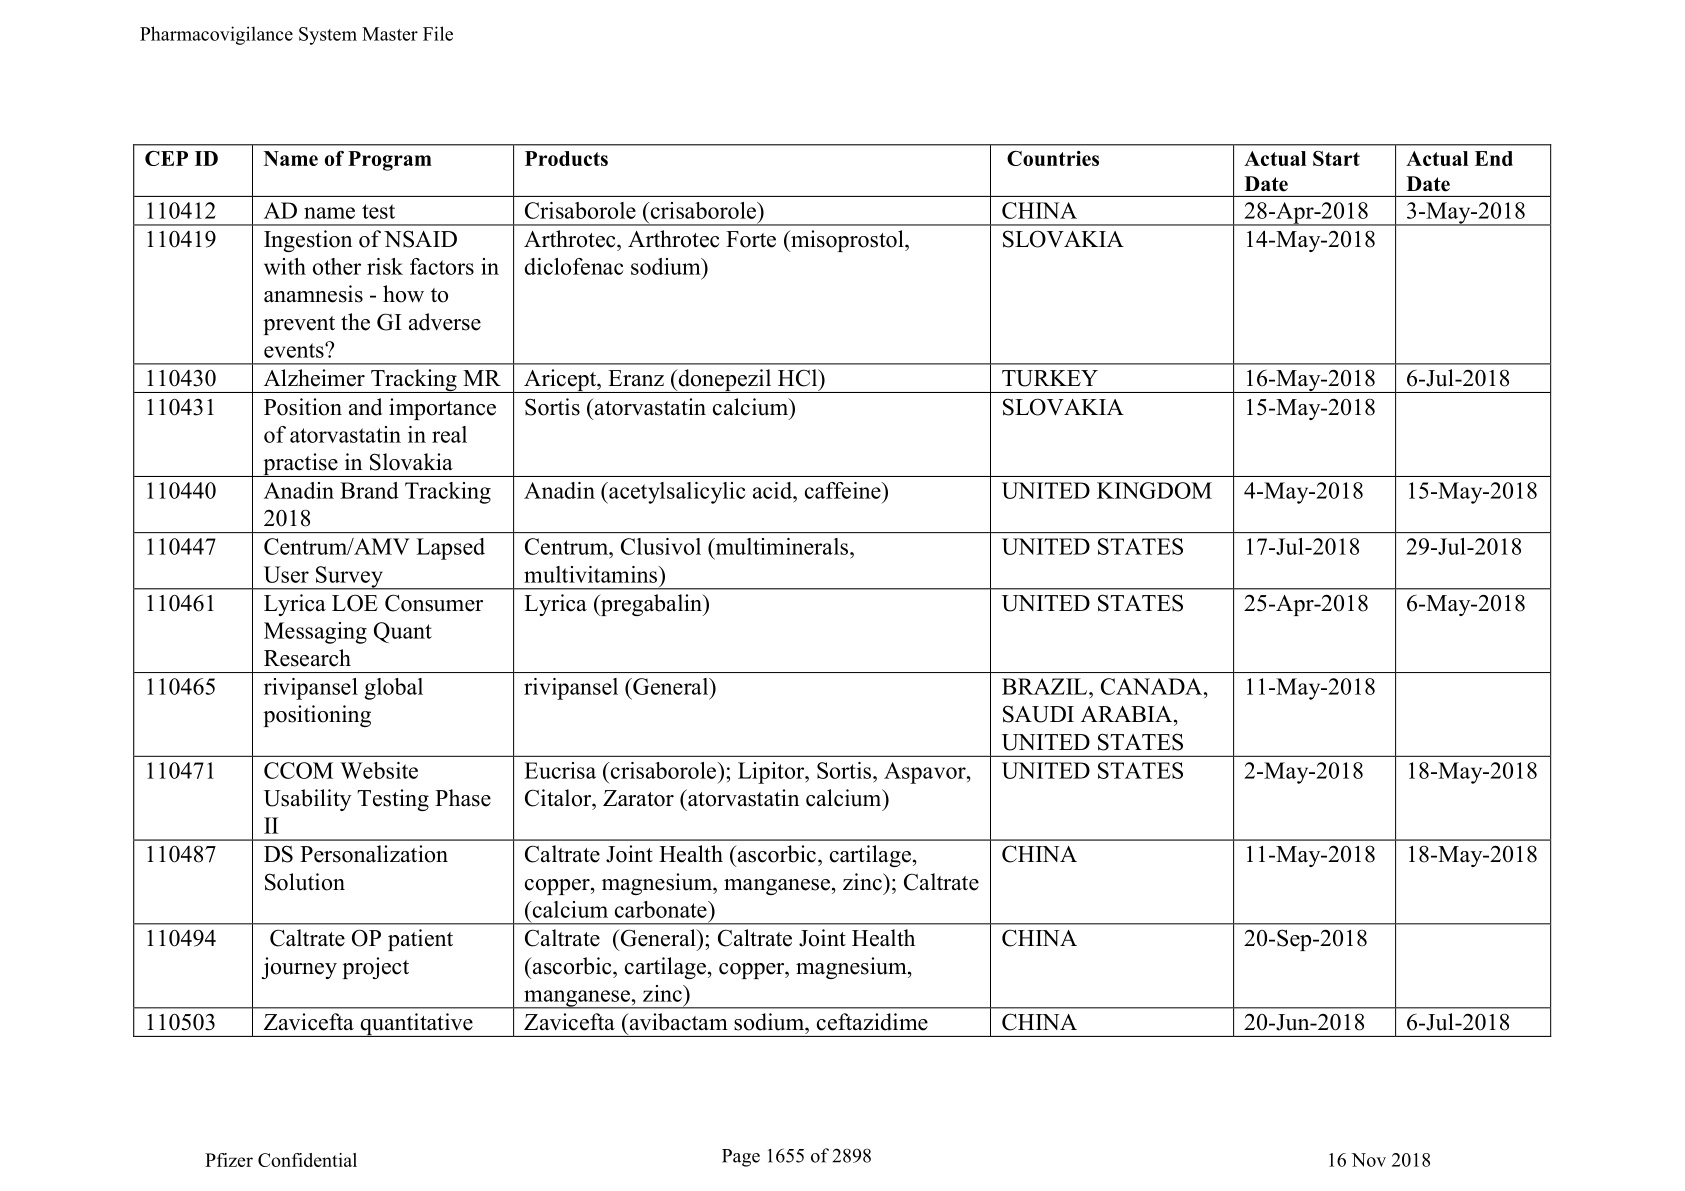 Pharmacovigilance System Master File
CEP ID Name of Program Products Countries Actual Start Date Actual End Date
110412 AD name test Crisaborole (crisaborole) CHINA 28-Apr-2018 3-May-2018
110419 Ingestion of NSAID Arthrotec, Arthrotec Forte (misoprostol, SLOVAKIA 14-May-2018
with other risk factors in diclofenac sodium)
anamnesis - how to
prevent the GI adverse
events?
110430 Alzheimer Tracking MR Aricept, Eranz (donepezil HCl) TURKEY 16-May-2018 6-Jul-2018
110431 Position and importance Sortis (atorvastatin calcium) SLOVAKIA 15-May-2018
of atorvastatin in real
practise in Slovakia
110440 Anadin Brand Tracking Anadin (acetylsalicylic acid, caffeine) UNITED KINGDOM 4-May-2018 15-May-2018
2018
110447 Centrum/AMV Lapsed Centrum, Clusivol (multiminerals, UNITED STATES 17-Jul-2018 29-Jul-2018
User Survey multivitamins)
110461 Lyrica LOE Consumer Lyrica (pregabalin) UNITED STATES 25-Apr-2018 6-May-2018
Messaging Quant
Research
110465 rivipansel global rivipansel (General) BRAZIL, CANADA, 11-May-2018
positioning SAUDI ARABIA,
UNITED STATES
110471 CCOM Website Eucrisa (crisaborole); Lipitor, Sortis, Aspavor, UNITED STATES 2-May-2018 18-May-2018
Usability Testing Phase Citalor, Zarator (atorvastatin calcium)
II
110487 DS Personalization Caltrate Joint Health (ascorbic, cartilage, CHINA 11-May-2018 18-May-2018
Solution copper, magnesium, manganese, zinc); Caltrate
(calcium carbonate)
110494 Caltrate OP patient Caltrate (General); Caltrate Joint Health CHINA 20-Sep-2018
journey project (ascorbic, cartilage, copper, magnesium,
manganese, zinc)
110503 Zavicefta quantitative Zavicefta (avibactam sodium, ceftazidime CHINA 20-Jun-2018 6-Jul-2018
Pfizer Confidential Page 1655 of 2898 16 Nov 2018